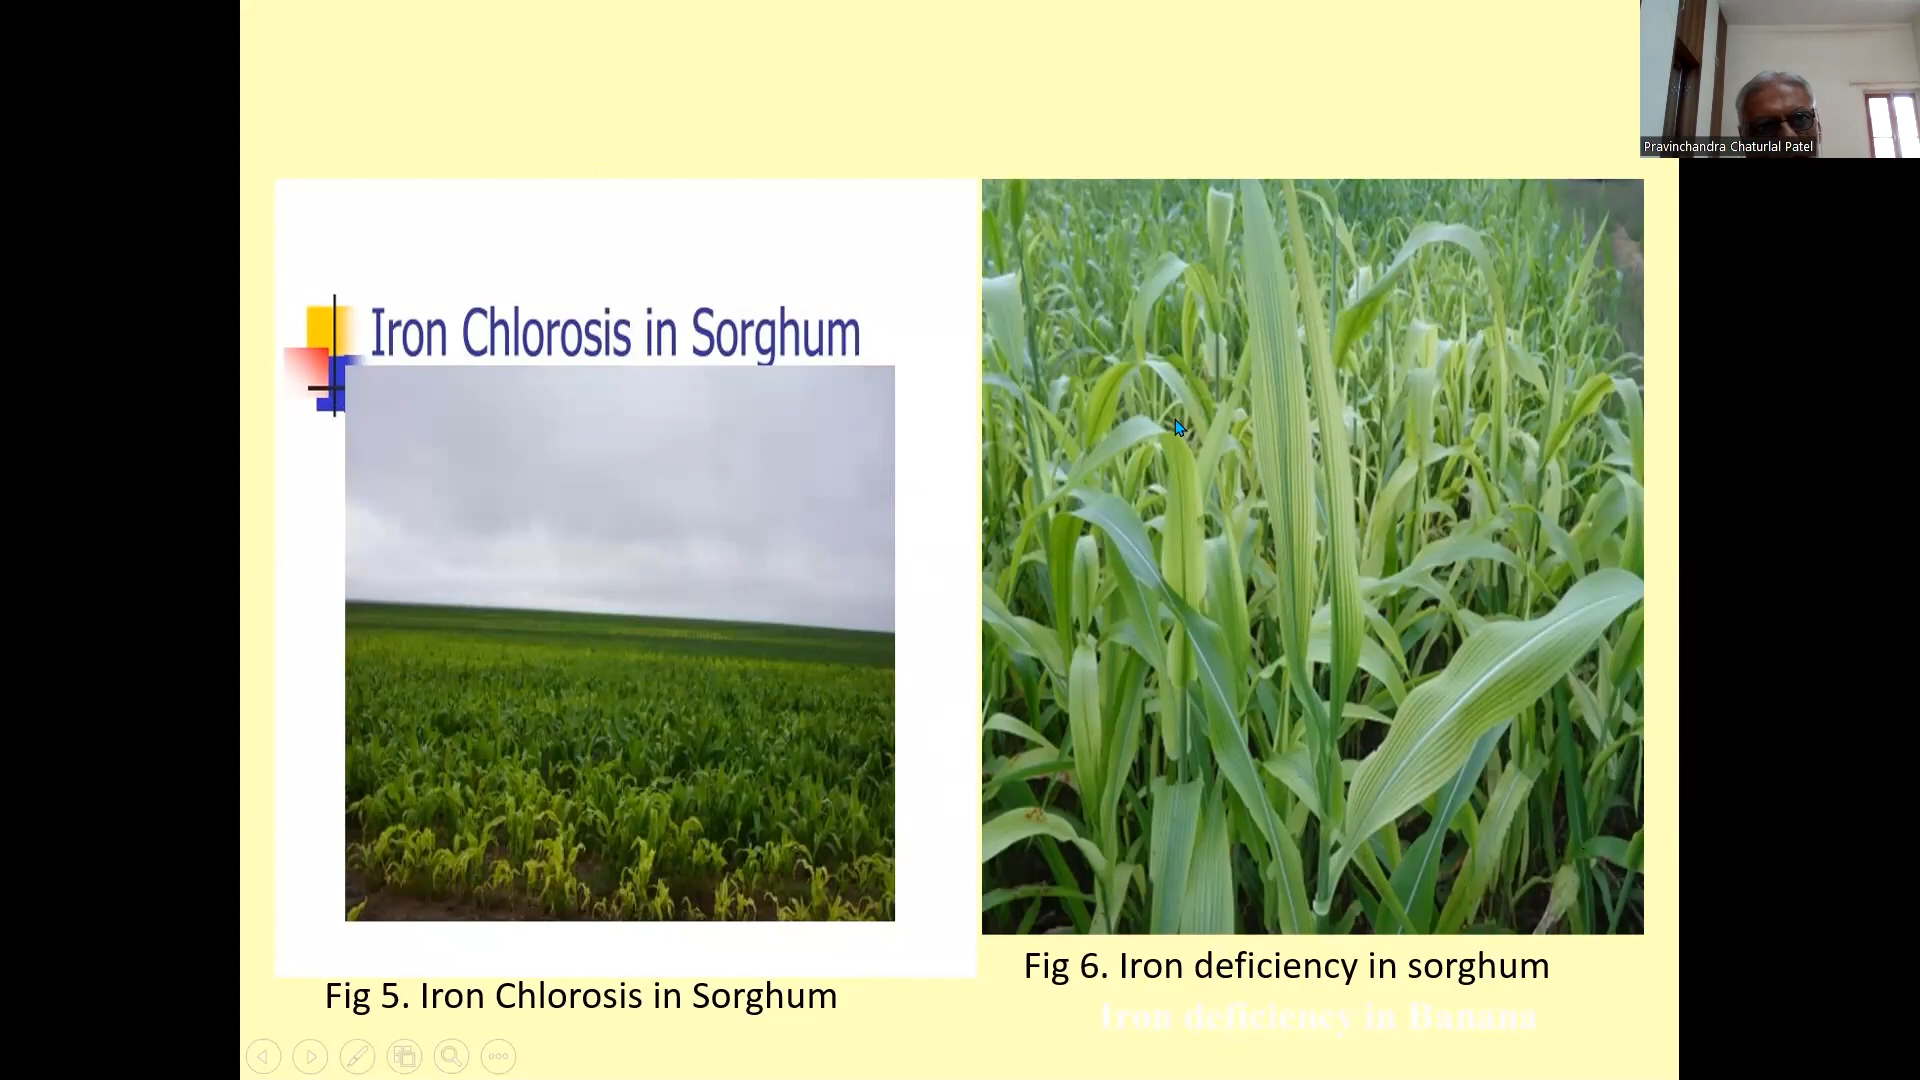 Pravinchandra Chaturlal Patel
Iron Chlorosis in Sorghum
Fig 5. Iron Chlorosis in Sorghum
Fig 6. Iron deficiency in sorghum
Iron deficiency in Banana